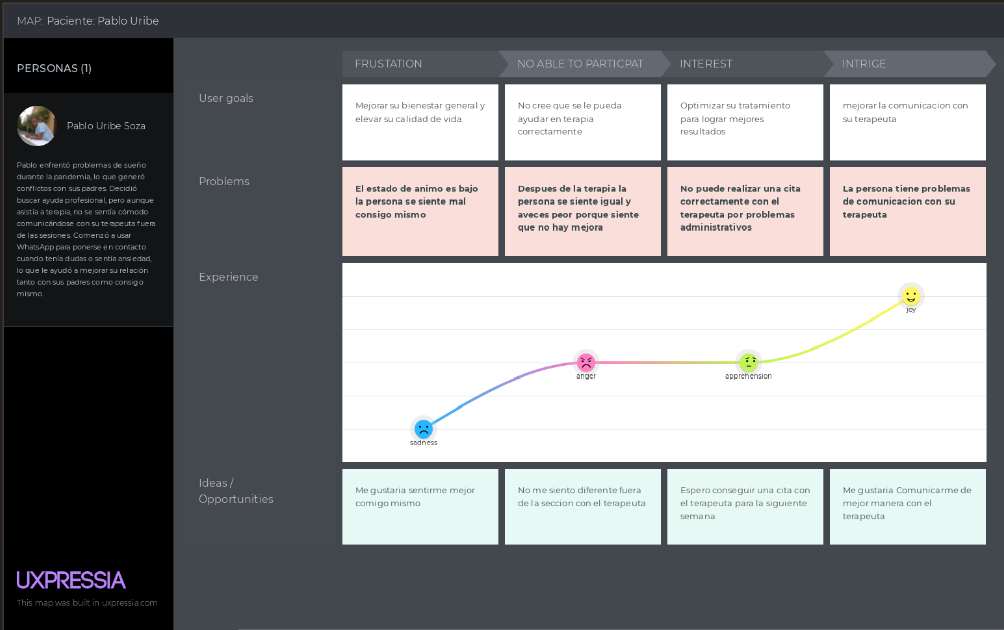 MAP: Paciente: Pablo Uribe
PERSONAS (1)
Pablo Uribe Soza
Pablo enfrentó problemas de sueño
durante la pandemia, lo que generó
conflictos con sus padres. Decidió
buscar ayuda profesional, pero aunque
asistía a terapia, no se sentía cómodo
comunicándose con su terapeuta fuera
de las sesiones. Comenzó a usar
WhatsApp para ponerse en contacto
cuando tenía dudas o sentía ansiedad,
lo que le ayudó a mejorar su relación
tanto con sus padres como consigo
mismo.
UXPRESSIA
This map was built in uxpressia.com
FRUSTATION
NO ABLE TO PARTICPAT
INTEREST
INTRIGE
User goals
Mejorar su bienestar general y
elevar su calidad de vida.
No cree que se le pueda
ayudar en terapia
correctamente
Optimizar su tratamiento
para lograr mejores
resultados
mejorar la comunicacion con
su terapeuta
Problems
El estado de animo es bajo
la persona se siente mal
consigo mismo
Despues de la terapia la
persona se siente igual y
aveces peor porque siente
que no hay mejora
No puede realizar una cita
correctamente con el
terapeuta por problemas
administrativos
La persona tiene problemas
de comunicacion con su
terapeuta
Experience
sadness
anger
apprehension
joy
Ideas /
Opportunities
Me gustaria sentirme mejor
comigo mismo
No me siento diferente fuera
de la seccion con el terapeuta
Espero conseguir una cita con
el terapeuta para la siguiente
semana
Me gustaria Comunicarme de
mejor manera con el
terapeuta